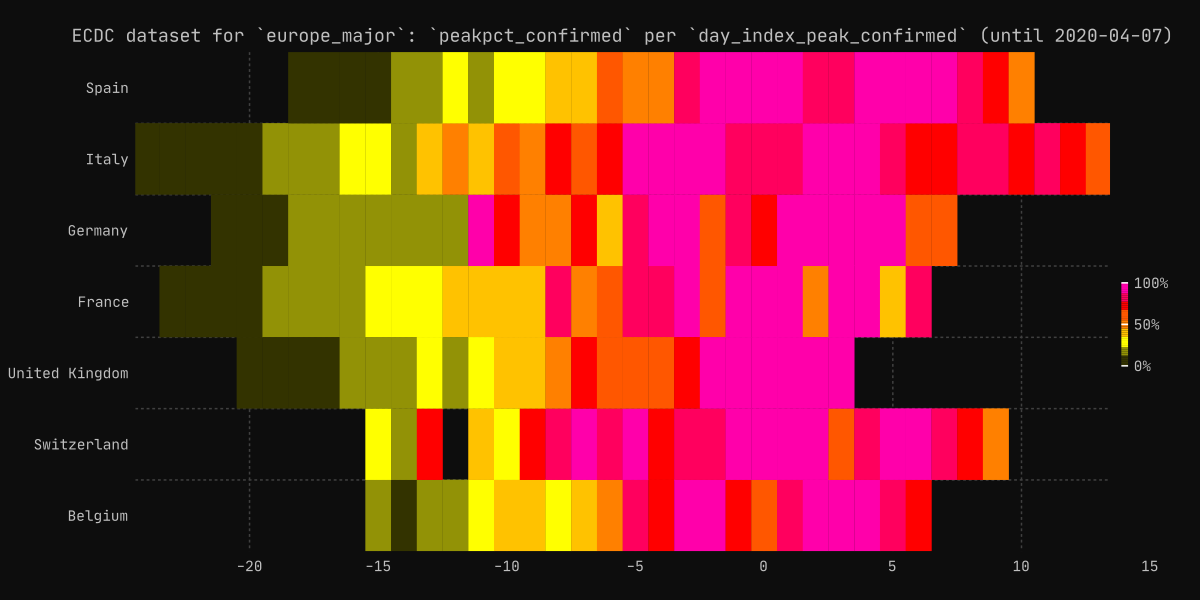 ECDC dataset for `europe_major`: `peakpct_confirmed` per `day_index_peak_confirmed` (until 2020-04-07)
Spain
Italy
Germany
France
United Kingdom
Switzerland
Belgium
100%
50%
0%
-20 -15 -10 -5 0 5 10 15